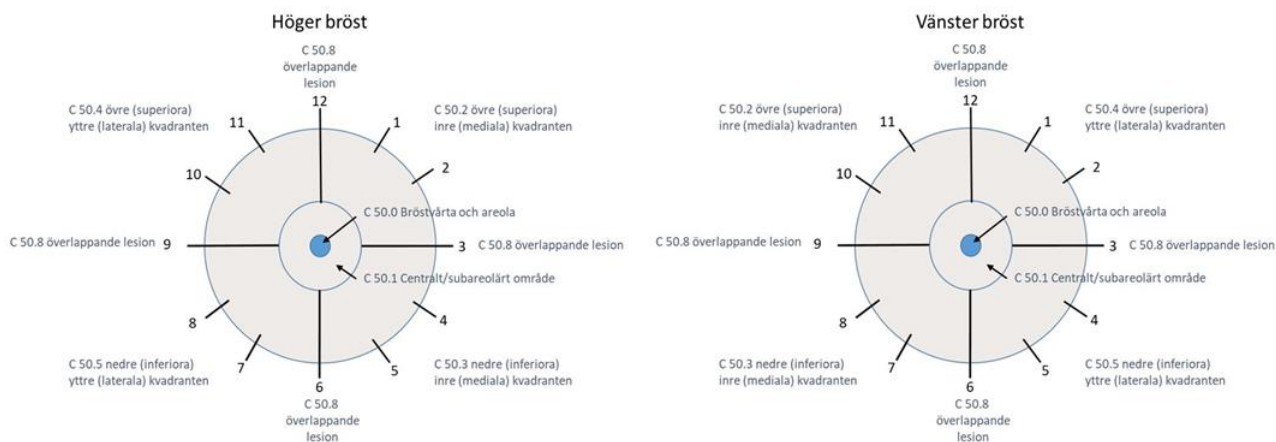 Höger bröst
C 50.8
överlappande
lesion
12
C 50.4 övre (superiora)
yttre (laterala) kvadranten
11
1
C 50.2 övre (superiora)
inre (mediala) kvadranten
10
2
C 50.0 Bröstvårta och areola
C 50.8 överlappande lesion
9
3
C 50.8 överlappande lesion
C 50.1 Centralt/subareolärt område
8
4
C 50.5 nedre (inferiora)
yttre (laterala) kvadranten
7
5
C 50.3 nedre (inferiora)
inre (mediala) kvadranten
6
C 50.8
överlappande
lesion
Vänster bröst
C 50.8
överlappande
lesion
12
C 50.2 övre (superiora)
inre (mediala) kvadranten
11
1
C 50.4 övre (superiora)
yttre (laterala) kvadranten
10
2
C 50.0 Bröstvårta och areola
C 50.8 överlappande lesion
9
3
C 50.8 överlappande lesion
C 50.1 Centralt/subareolärt område
8
4
C 50.3 nedre (inferiora)
inre (mediala) kvadranten
7
5
C 50.5 nedre (inferiora)
yttre (laterala) kvadranten
6
C 50.8
överlappande
lesion